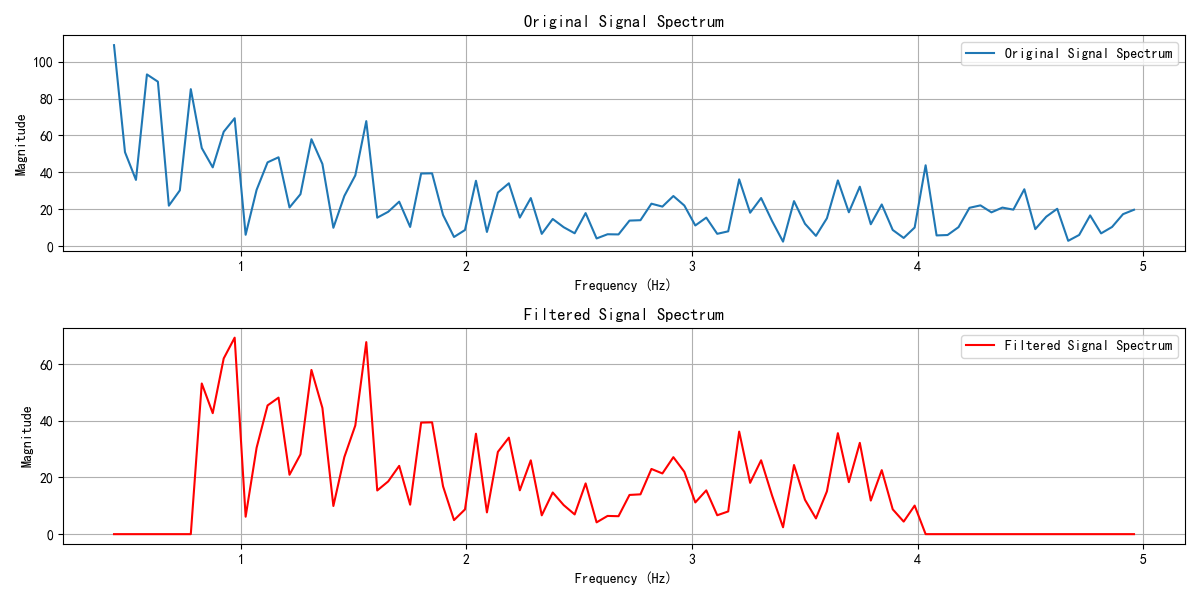 Original Signal Spectrum
Original Signal Spectrum
Magnitude
100
80
60
40
20
0
1
2
3
4
5
Frequency (Hz)
Filtered Signal Spectrum
Filtered Signal Spectrum
Magnitude
60
40
20
0
1
2
3
4
5
Frequency (Hz)